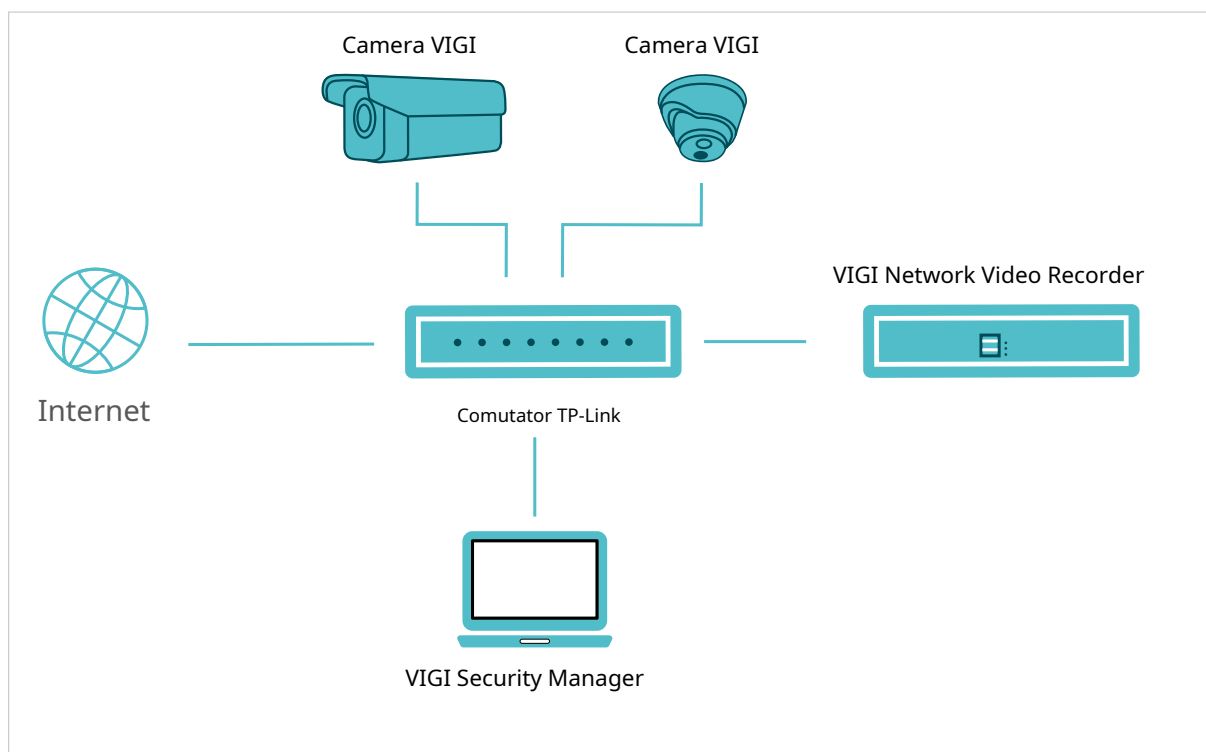 Camera VIGI
Camera VIGI
VIGI Network Video Recorder
Internet
Comutator TP-Link
VIGI Security Manager